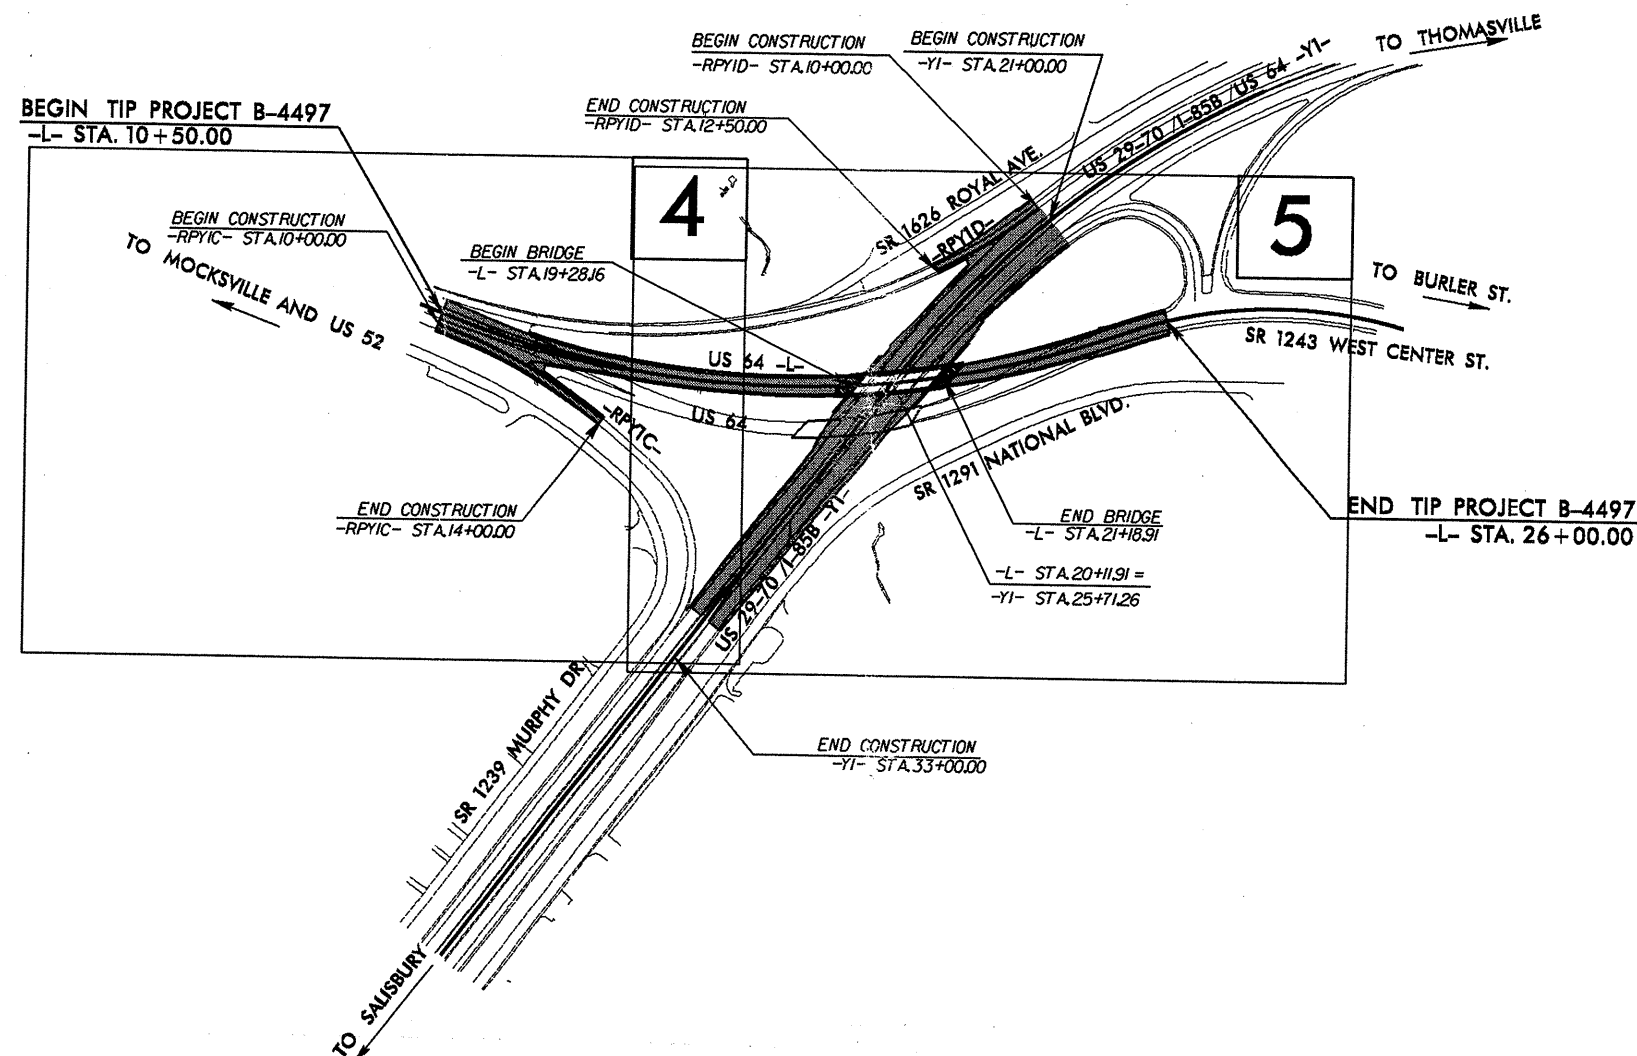 BEGIN CONSTRUCTION
-RPY1D- STA.10+00.00
BEGIN CONSTRUCTION
-Y1- STA.21+00.00
TO THOMASVILLE
END CONSTRUCTION
-RPY1D- STA.12+50.00
US 29-70 /I-85B /US 64 -Y1-
BEGIN TIP PROJECT B-4497
-L- STA. 10+50.00
SR 1626 ROYAL AVE.
-RPY1D-
4
5
BEGIN CONSTRUCTION
-RPY1C- STA.10+00.00
TO MOCKSVILLE AND US 52
BEGIN BRIDGE
-L- STA.19+28.16
TO BURLER ST.
SR 1243 WEST CENTER ST.
US 64 -L-
US 64
-RPY1C-
SR 1291 NATIONAL BLVD.
END CONSTRUCTION
-RPY1C- STA.14+00.00
END BRIDGE
-L- STA.21+18.91
END TIP PROJECT B-4497
-L- STA. 26+00.00
-L- STA.20+11.91 =
-Y1- STA.25+71.26
US 29-70 /I-85B -Y1-
SR 1239 MURPHY DR.
END CONSTRUCTION
-Y1- STA.33+00.00
TO SALISBURY